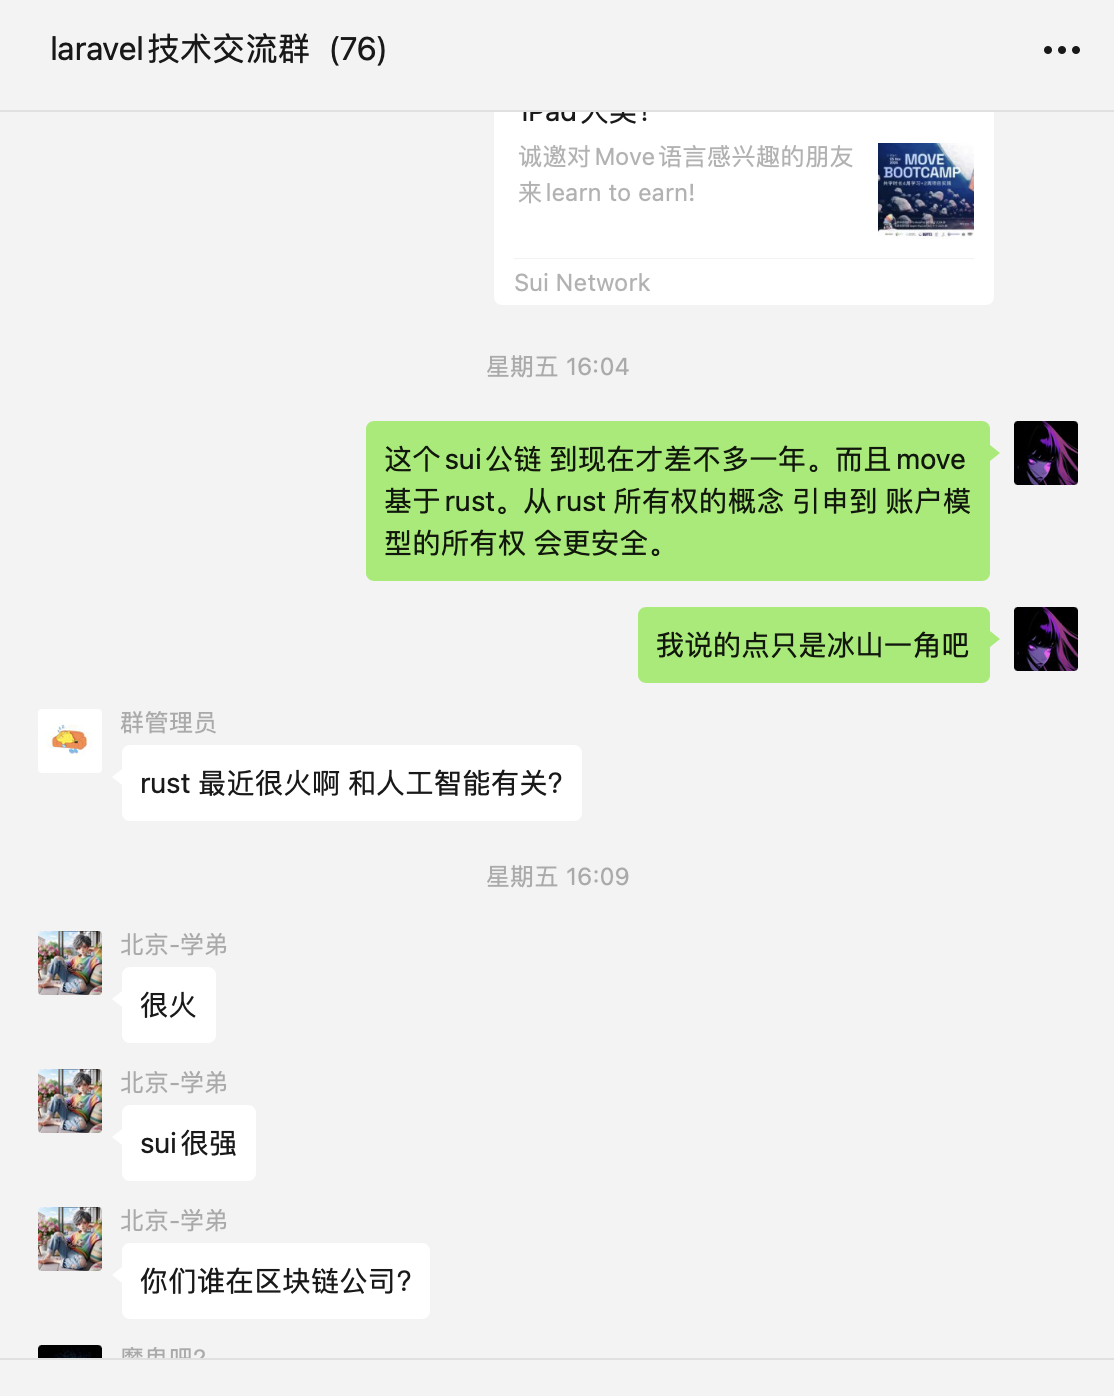 laravel技术交流群 (76)
iPad大奖!
诚邀对Move语言感兴趣的朋友
来learn to earn!
MOVE
BOOTCAMP
Sui Network
星期五 16:04
这个sui公链 到现在才差不多一年。而且move
基于rust。从rust 所有权的概念 引申到 账户模
型的所有权 会更安全。
我说的点只是冰山一角吧
群管理员
rust 最近很火啊 和人工智能有关?
星期五 16:09
北京-学弟
很火
北京-学弟
sui很强
北京-学弟
你们谁在区块链公司?